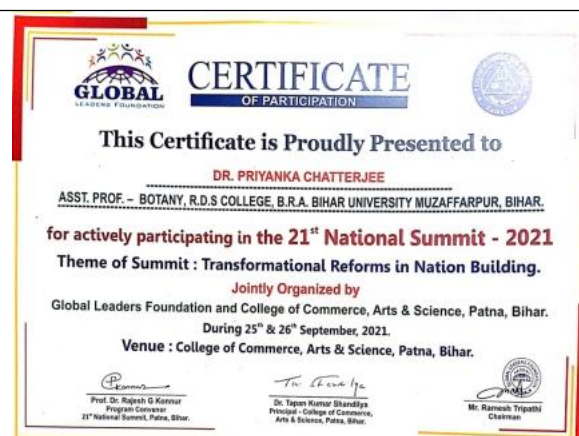 GLOBAL
LEADERS FOUNDATION
CERTIFICATE
OF PARTICIPATION
This Certificate is Proudly Presented to
DR. PRIYANKA CHATTERJEE
ASST. PROF. – BOTANY, R.D.S COLLEGE, B.R.A. BIHAR UNIVERSITY MUZAFFARPUR, BIHAR.
for actively participating in the 21st National Summit - 2021
Theme of Summit : Transformational Reforms in Nation Building.
Jointly Organized by
Global Leaders Foundation and College of Commerce, Arts & Science, Patna, Bihar.
During 25th & 26th September, 2021.
Venue : College of Commerce, Arts & Science, Patna, Bihar.
Prof. Dr. Rajesh G Konnur
Program Convenor
21st National Summit, Patna, Bihar.
Dr. Tapan Kumar Shandilya
Principal - College of Commerce,
Arts & Science, Patna, Bihar.
Mr. Ramesh Tripathi
Chairman